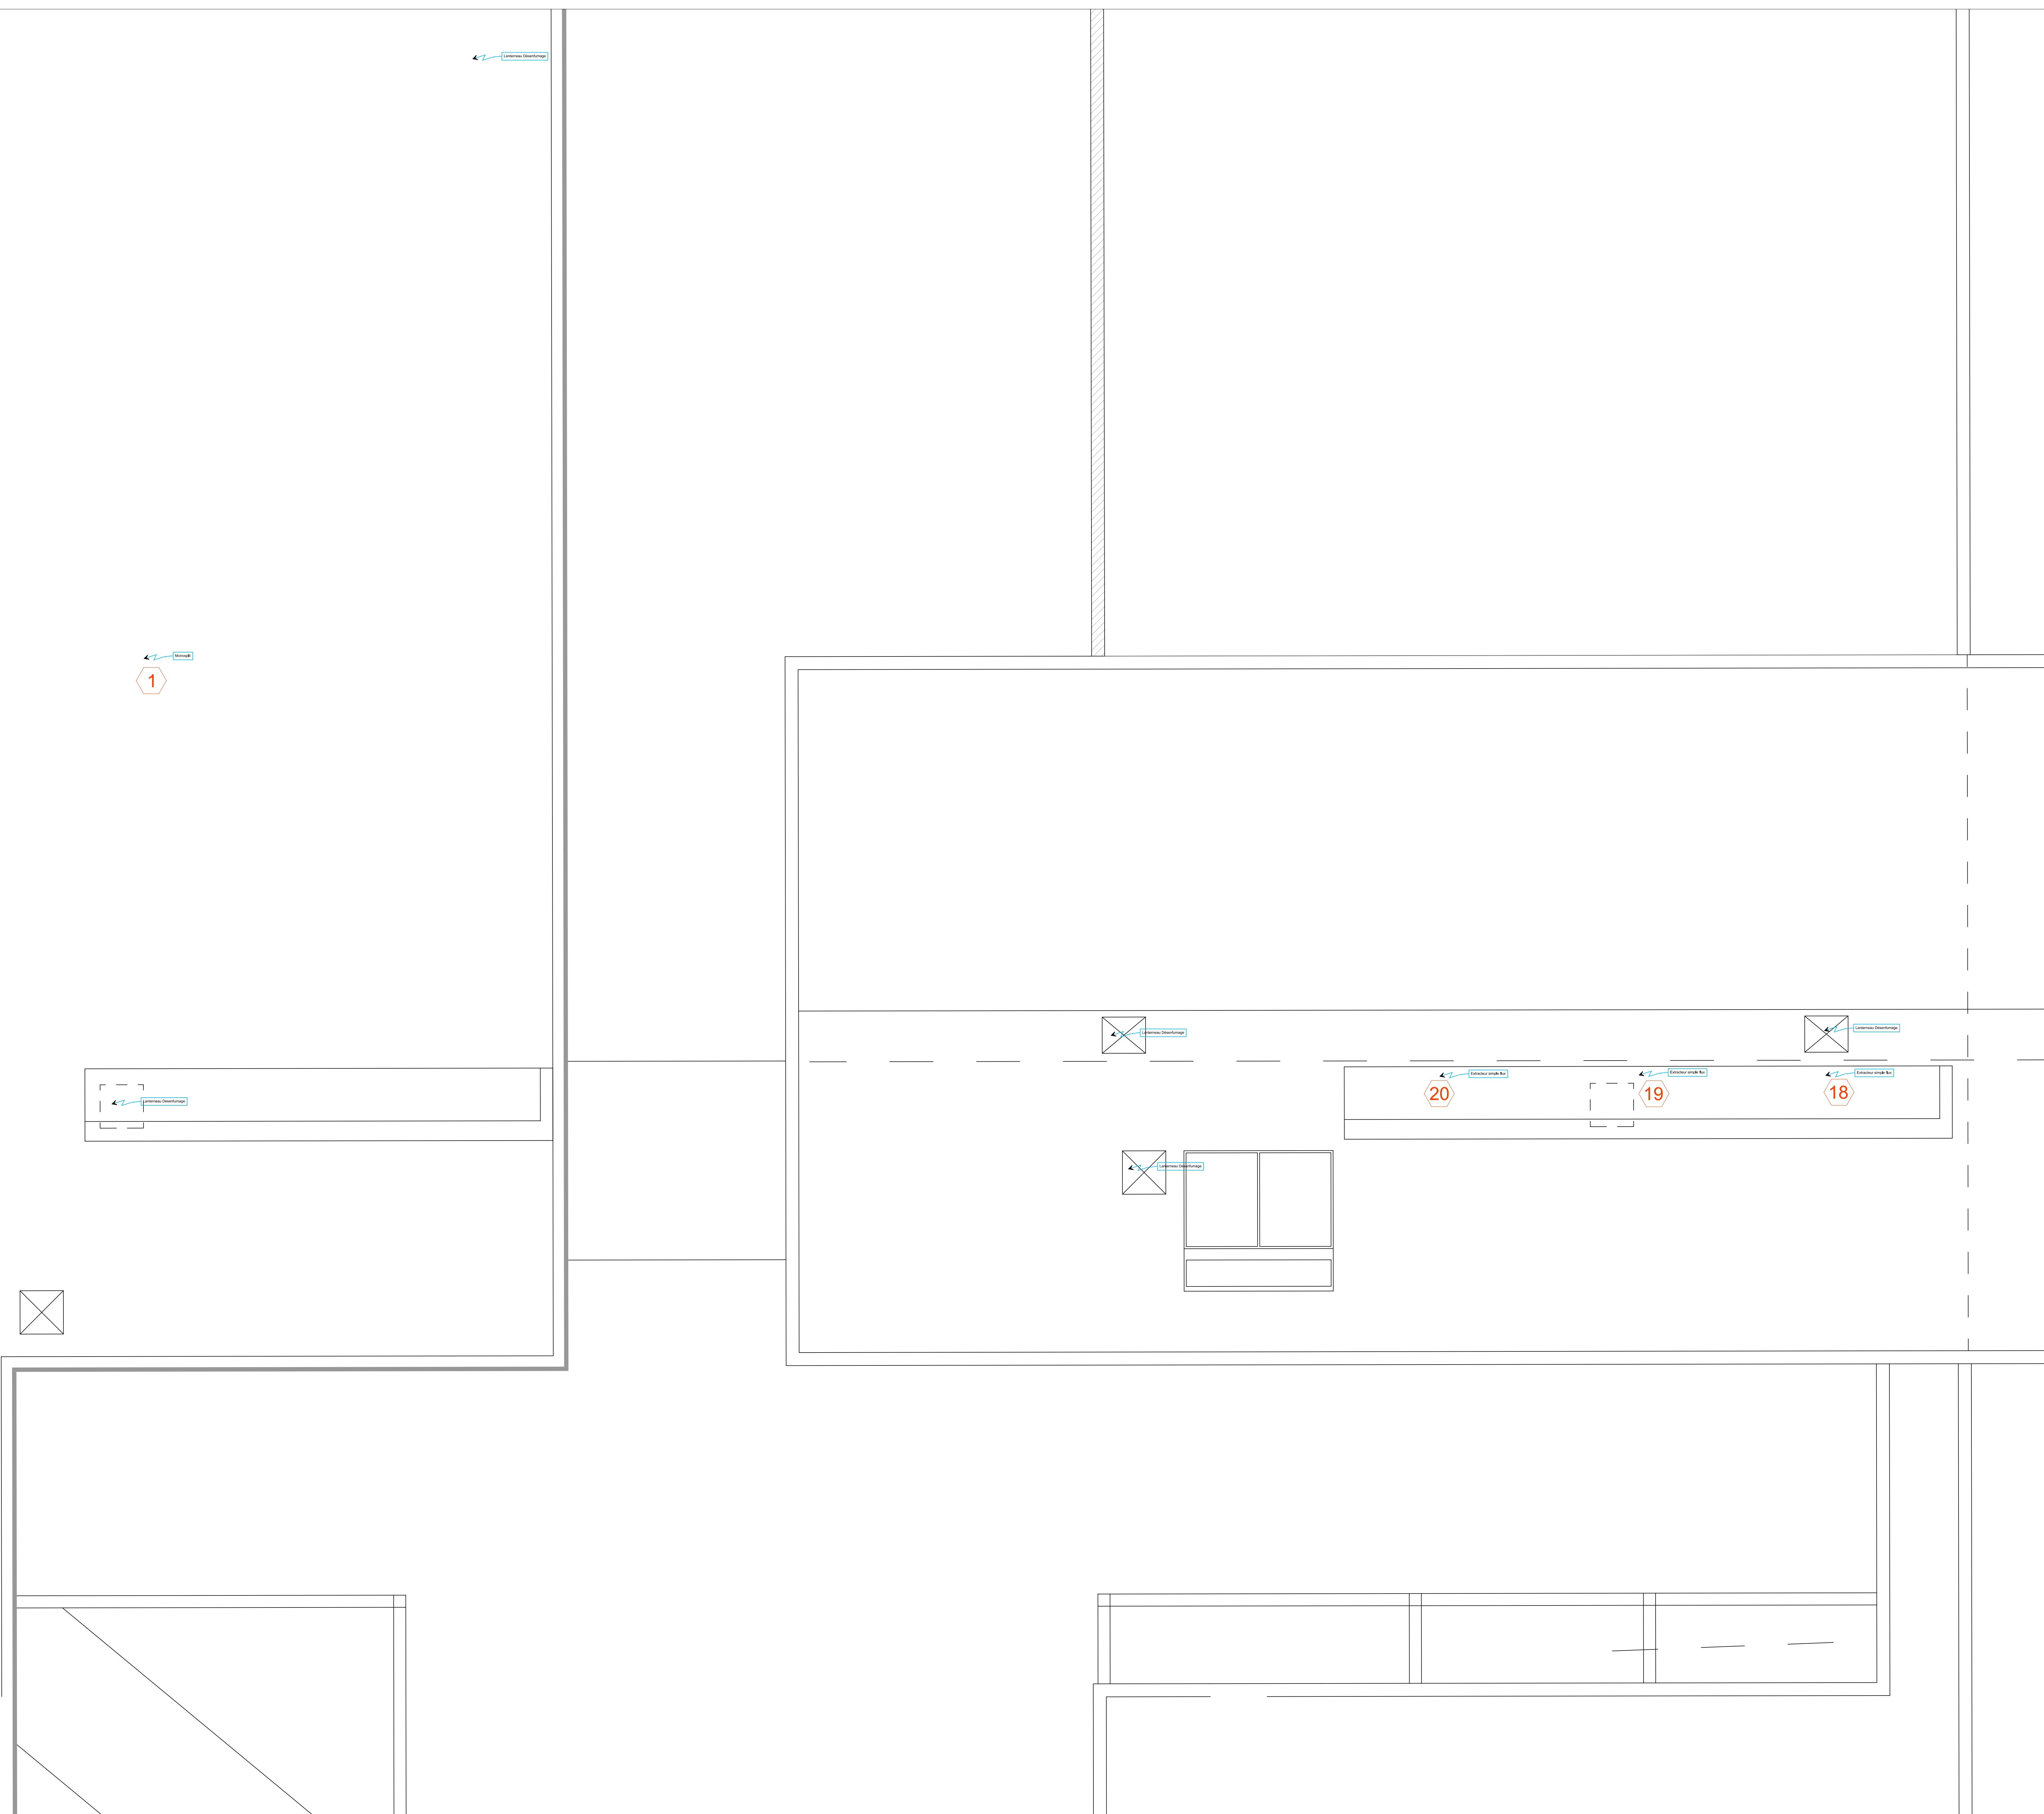 Lanterneau Désenfumage
Monosplit
1
Lanterneau Désenfumage
Lanterneau Désenfumage
Extracteur simple flux
Extracteur simple flux
Extracteur simple flux
20
19
18
Lanterneau Désenfumage
Lanterneau Désenfumage